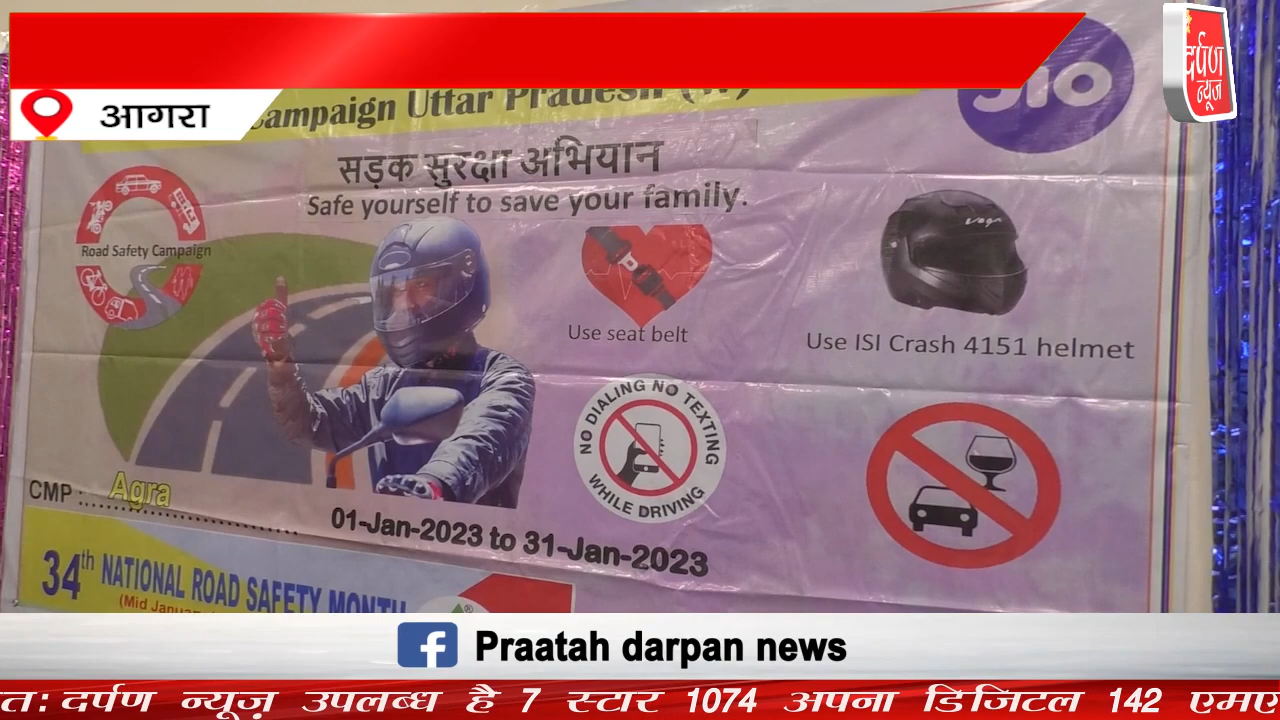 आगरा
दर्पण
न्यूज़
Campaign Uttar Pradesh (W)
Jio
सड़क सुरक्षा अभियान
Safe yourself to save your family.
Road Safety Campaign
Use seat belt
Use ISI Crash 4151 helmet
NO DIALING NO TEXTING
WHILE DRIVING
CMP : Agra
01-Jan-2023 to 31-Jan-2023
34th NATIONAL ROAD SAFETY MONTH
(Mid
Praatah darpan news
त: दर्पण न्यूज़ उपलब्ध है 7 स्टार 1074 अपना डिजिटल 142 एमए